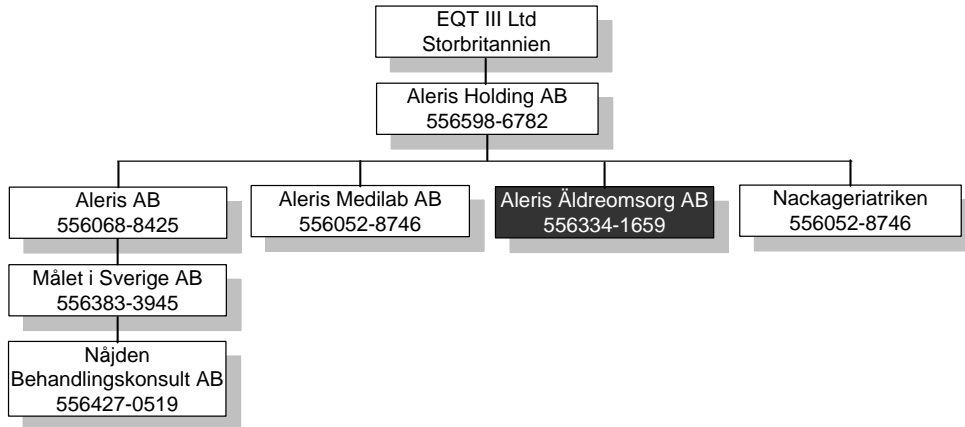 EQT III Ltd
Storbritannien
Aleris Holding AB
556598-6782
Aleris AB
556068-8425
Aleris Medilab AB
556052-8746
Aleris Äldreomsorg AB
556334-1659
Nackageriatriken
556052-8746
Målet i Sverige AB
556383-3945
Nåjden
Behandlingskonsult AB
556427-0519